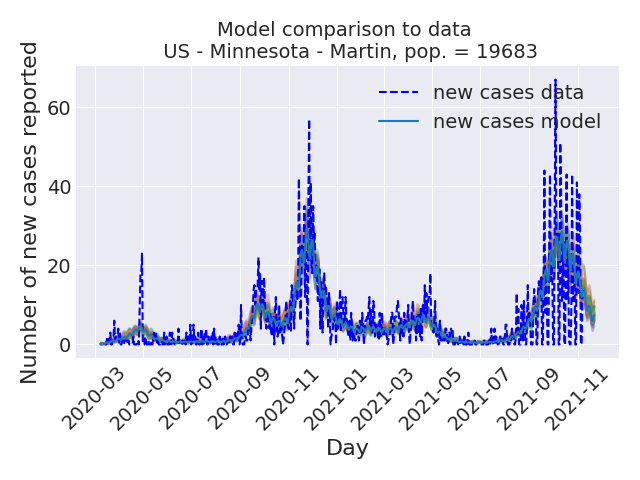 Model comparison to data
US - Minnesota - Martin, pop. = 19683
Number of new cases reported
60
40
20
0
new cases data
new cases model
2020-03
2020-05
2020-07
2020-09
2020-11
2021-01
2021-03
2021-05
2021-07
2021-09
2021-11
Day